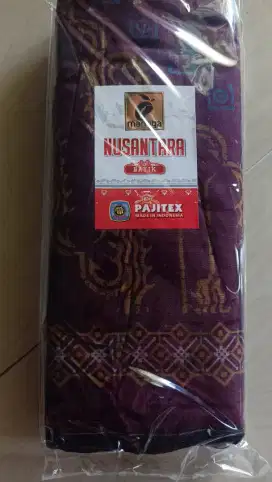 mangga
NUSANTARA
BATIK
PAJITEX
MADE IN INDONESIA